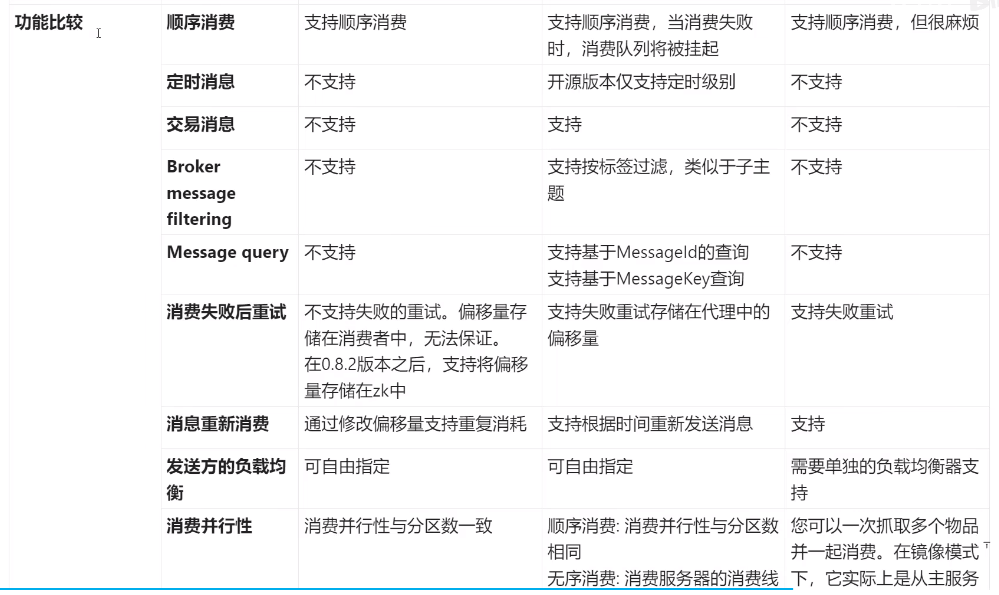 功能比较
顺序消费
支持顺序消费
支持顺序消费，当消费失败
时，消费队列将被挂起
支持顺序消费，但很麻烦
定时消息
不支持
开源版本仅支持定时级别
不支持
交易消息
不支持
支持
不支持
Broker
message
filtering
不支持
支持按标签过滤，类似于子主
题
不支持
Message query
不支持
支持基于MessageId的查询
支持基于MessageKey查询
不支持
消费失败后重试
不支持失败的重试。偏移量存
储在消费者中，无法保证。
在0.8.2版本之后，支持将偏移
量存储在zk中
支持失败重试存储在代理中的
偏移量
支持失败重试
消息重新消费
通过修改偏移量支持重复消耗
支持根据时间重新发送消息
支持
发送方的负载均
衡
可自由指定
可自由指定
需要单独的负载均衡器支
持
消费并行性
消费并行性与分区数一致
顺序消费: 消费并行性与分区数
相同
无序消费: 消费服务器的消费线
您可以一次抓取多个物品
并一起消费。在镜像模式
下，它实际上是从主服务